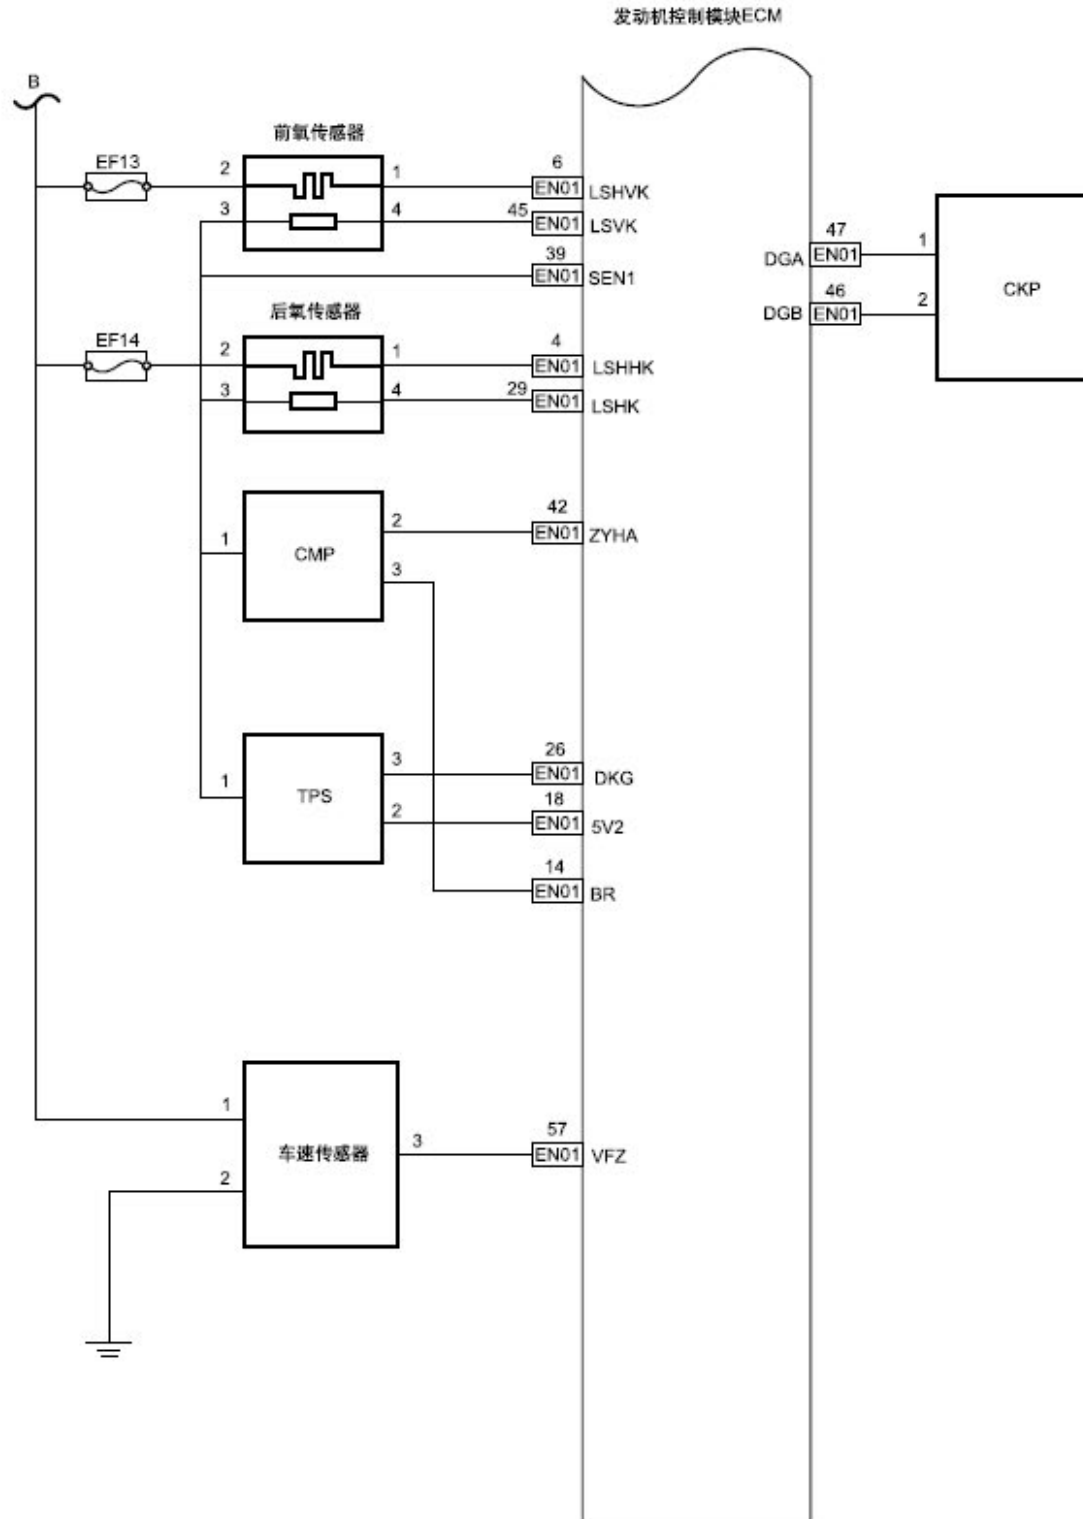 发动机控制模块ECM
B
前氧传感器
EF13
2
1
6
EN01 LSHVK
3
4
45
EN01 LSVK
39
EN01 SEN1
47
DGA EN01
1
46
DGB EN01
2
CKP
后氧传感器
EF14
2
1
4
EN01 LSHHK
3
4
29
EN01 LSHK
42
2
EN01 ZYHA
1
CMP
3
26
3
EN01 DKG
1
TPS
18
2
EN01 5V2
14
EN01 BR
1
57
3
车速传感器
EN01 VFZ
2